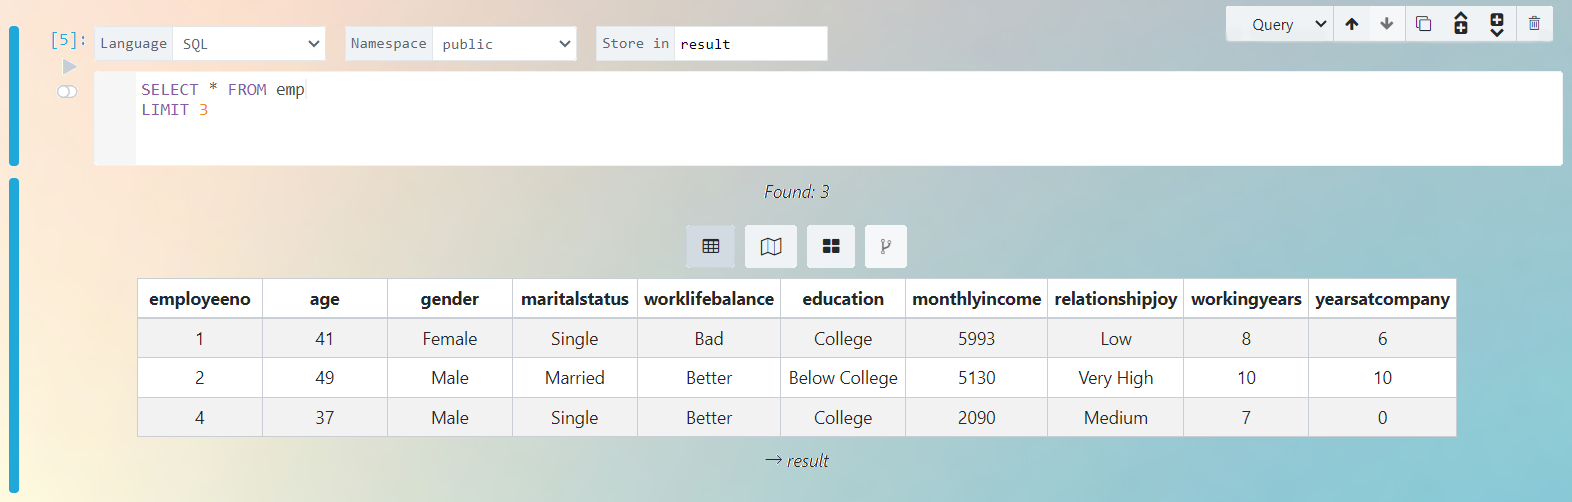 Query
[5]: Language SQL Namespace public Store in result
SELECT * FROM emp
LIMIT 3
Found: 3
employeeno age gender maritalstatus worklifebalance education monthlyincome relationshipjoy workingyears yearsatcompany
1 41 Female Single Bad College 5993 Low 8 6
2 49 Male Married Better Below College 5130 Very High 10 10
4 37 Male Single Better College 2090 Medium 7 0
→ result